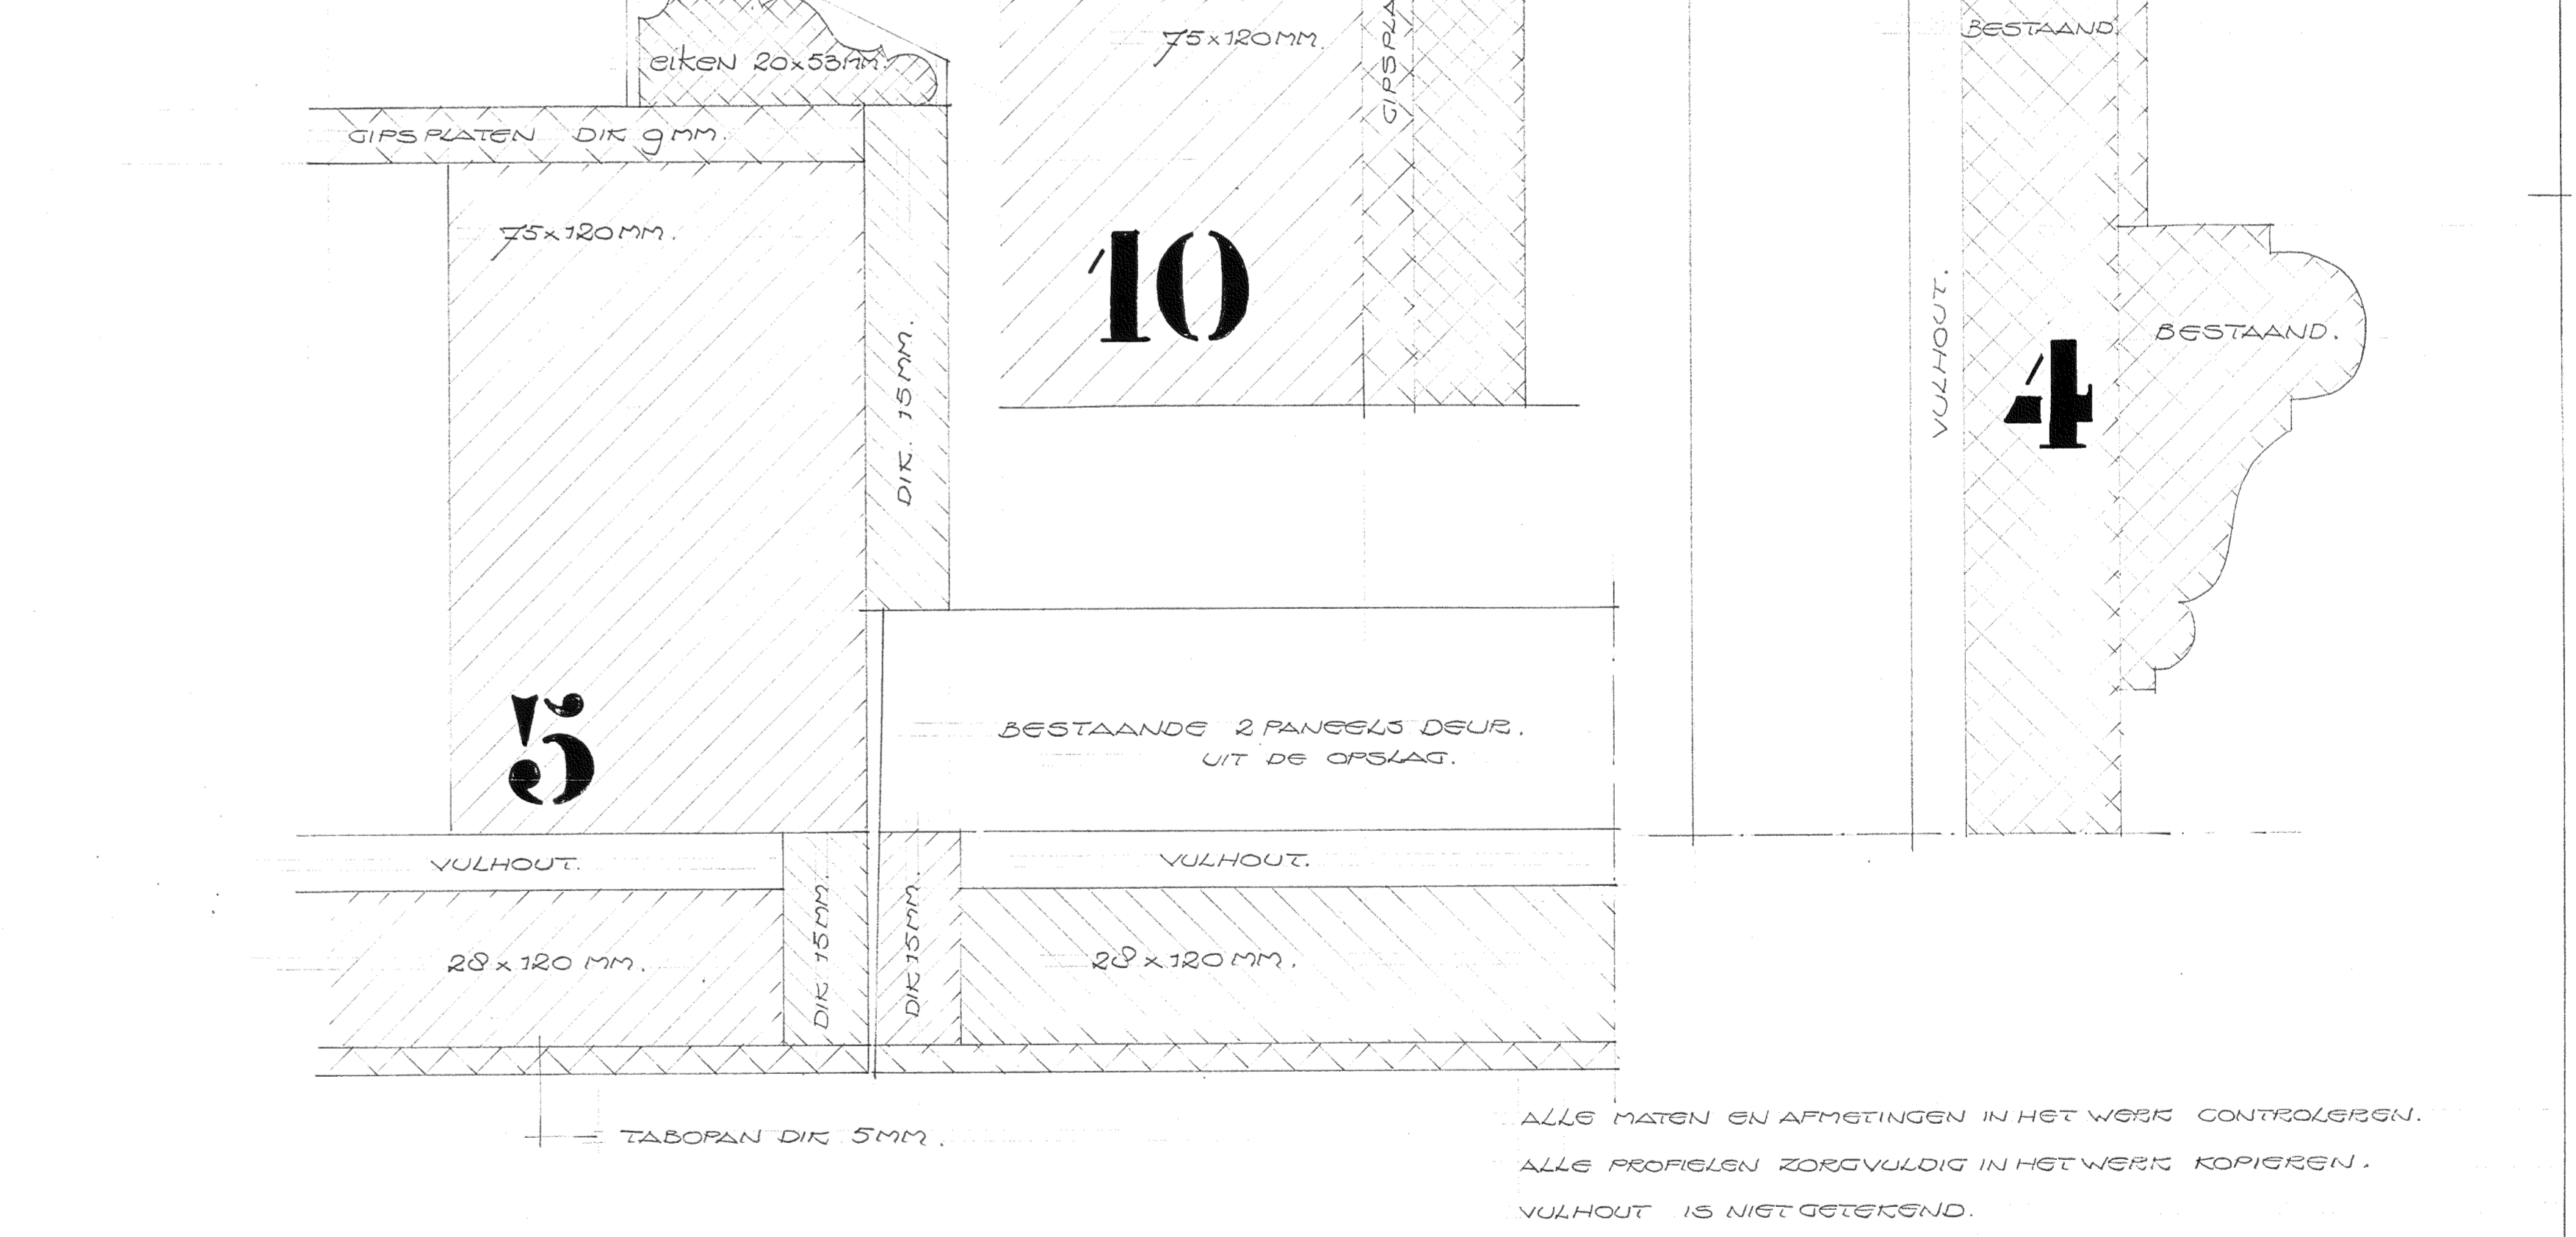 eiken 20x53MM.
GIPSPLATEN DIK 9MM.
75x120MM.
DIK. 15MM.
5
VULHOUT.
28x120 MM.
DIK 15MM.
DIK 15MM.
TABOPAN DIK 5MM.
75x120MM.
10
BESTAANDE 2 PANEELS DEUR.
UIT DE OPSLAG.
VULHOUT.
28x120MM.
BESTAAND.
VULHOUT.
4
BESTAAND.
ALLE MATEN EN AFMETINGEN IN HET WERK CONTROLEREN.
ALLE PROFIELEN ZORGVULDIG IN HET WERK KOPIEREN.
VULHOUT IS NIET GETEKEND.